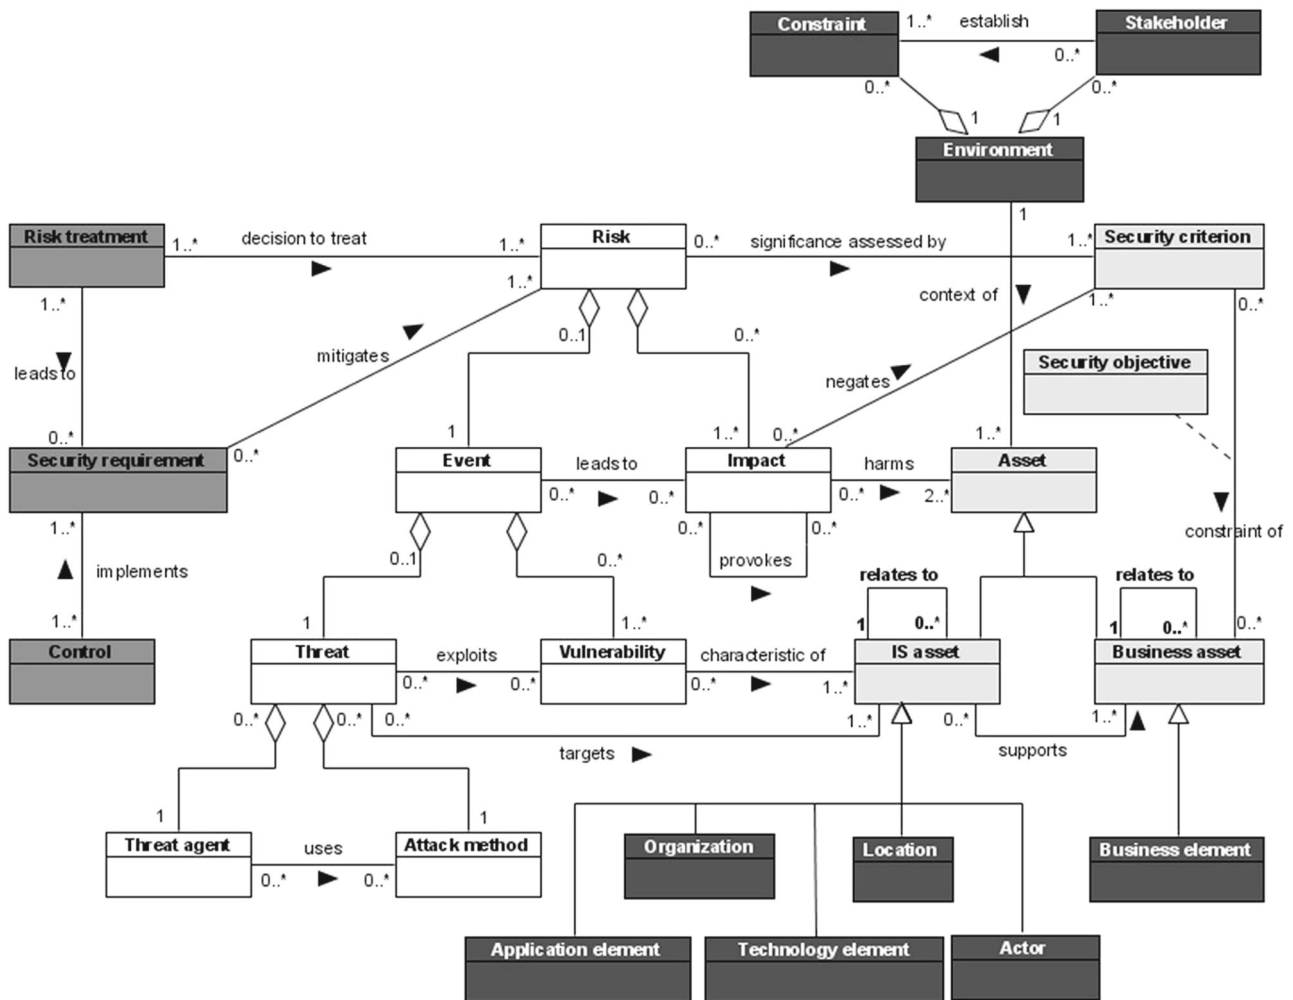 Constraint
1..*
establish
Stakeholder
0..*
0..*
0..*
1
1
Environment
1
Risk treatment
1..*
decision to treat
1..*
Risk
0..*
significance assessed by
1..*
Security criterion
1..*
1..*
context of
1..*
0..*
leads to
mitigates
0..1
0..*
negates
Security objective
0..*
0..*
1
1..*
0..*
1..*
Security requirement
Event
leads to
Impact
harms
Asset
0..*
0..*
0..*
2..*
1..*
0..*
0..*
constraint of
implements
0..1
0..*
provokes
relates to
relates to
1..*
1
1..*
1
0..*
1
0..*
0..*
Control
Threat
exploits
Vulnerability
characteristic of
IS asset
Business asset
0..*
0..*
0..*
1..*
0..*
0..*
0..*
1..*
0..*
1..*
targets
supports
1
1
Threat agent
uses
Attack method
Organization
Location
Business element
0..*
0..*
Application element
Technology element
Actor